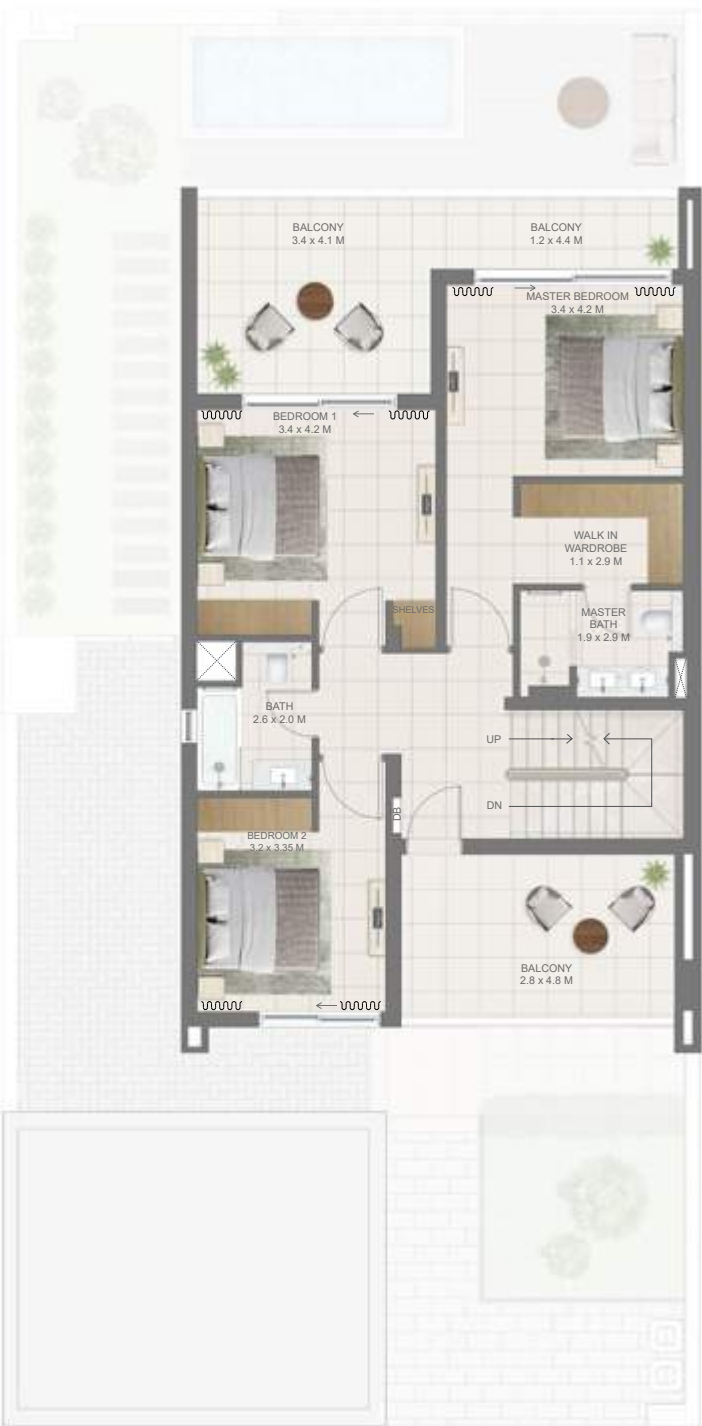 BALCONY
3.4 x 4.1 M
BALCONY
1.2 x 4.4 M
MASTER BEDROOM
3.4 x 4.2 M
BEDROOM 1
3.4 x 4.2 M
WALK IN
WARDROBE
1.1 x 2.9 M
SHELVES
MASTER
BATH
1.9 x 2.9 M
BATH
2.6 x 2.0 M
UP
DN
DB
BEDROOM 2
3.2 x 3.35 M
BALCONY
2.8 x 4.8 M